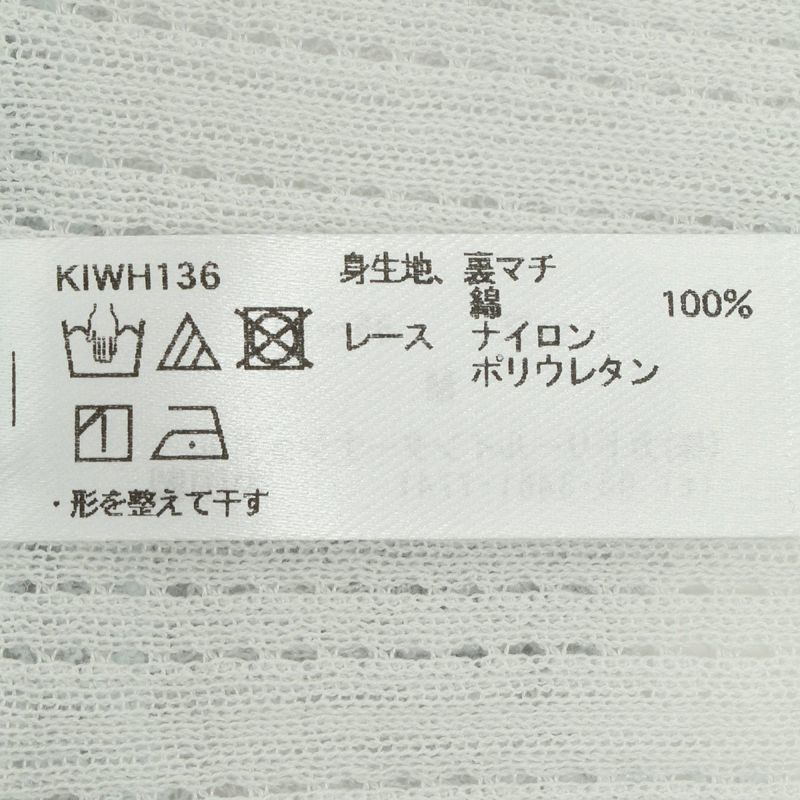 KIWH136
身生地、裏マチ
綿 100%
レース ナイロン
ポリウレタン
・形を整えて干す